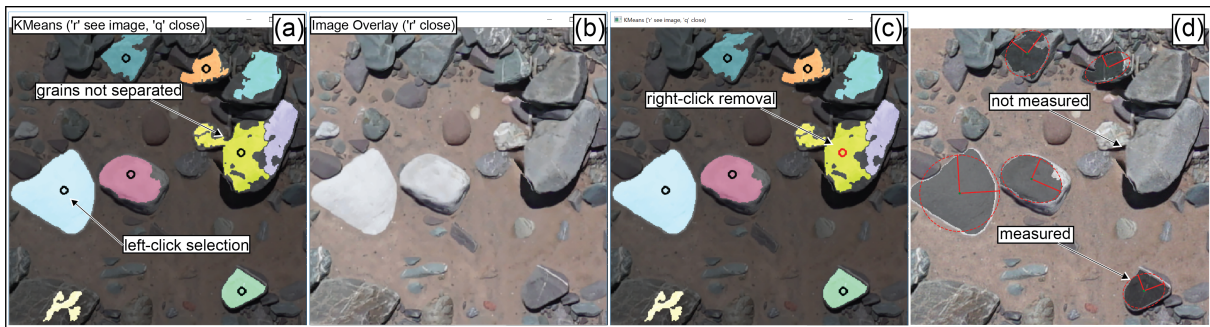 KMeans ('r' see image, 'q' close)
(a)
grains not separated
left-click selection
Image Overlay ('r' close)
(b)
KMeans ('r' see image, 'q' close)
(c)
right-click removal
(d)
not measured
measured